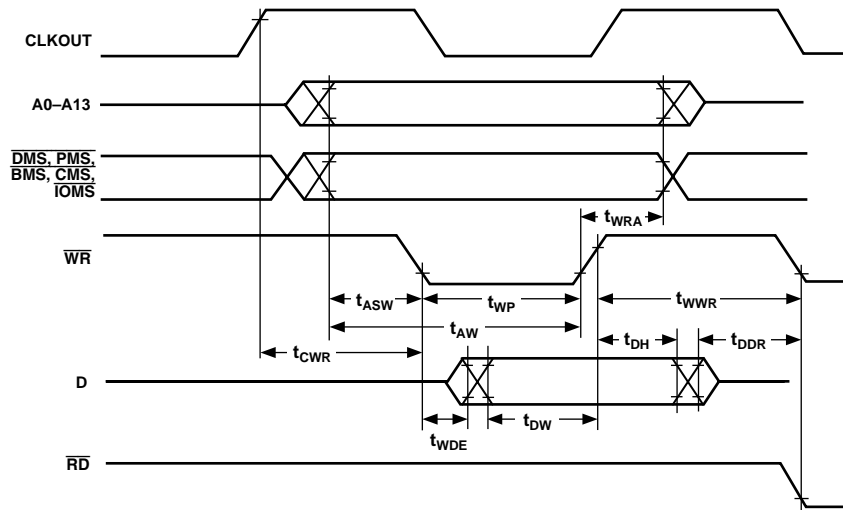 CLKOUT
A0–A13
DMS, PMS,
BMS, CMS,
IOMS
tWRA
WR
tASW
tWP
tWWR
tAW
tCWR
tDH
tDDR
D
tWDE
tDW
RD